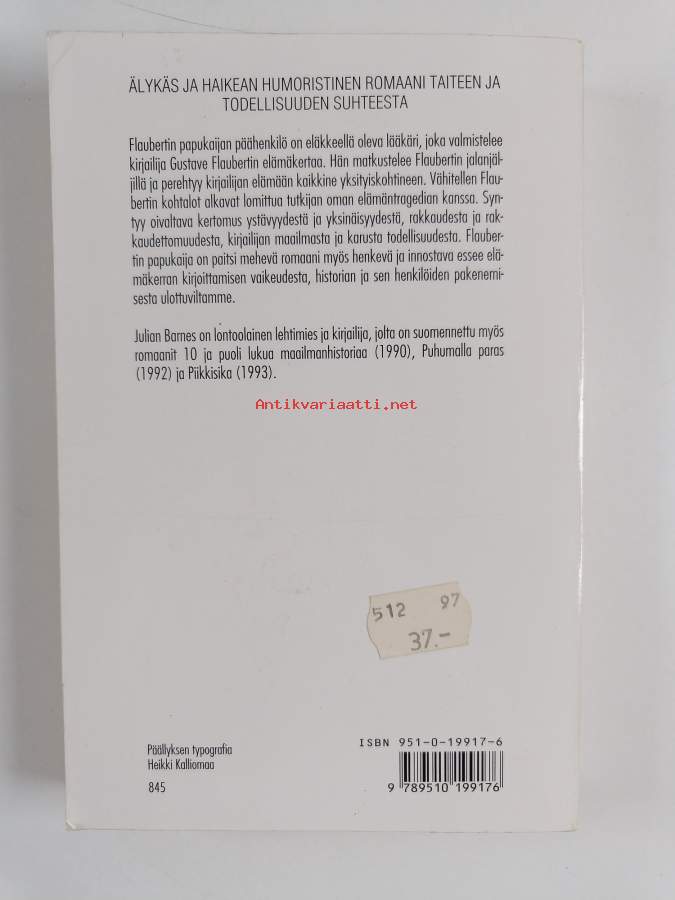 ÄLYKÄS JA HAIKEAN HUMORISTINEN ROMAANI TAITEEN JA
TODELLISUUDEN SUHTEESTA
Flaubertin papukaijan päähenkilö on eläkkeellä oleva lääkäri, joka valmistelee
kirjailija Gustave Flaubertin elämäkertaa. Hän matkustelee Flaubertin jalanjäl-
jillä ja perehtyy kirjailijan elämään kaikkine yksityiskohtineen. Vähitellen Flau-
bertin kohtalot alkavat lomittua tutkijan oman elämäntragedian kanssa. Syn-
tyy oivaltava kertomus ystävyydestä ja yksinäisyydestä, rakkaudesta ja rak-
kaudettomuudesta, kirjailijan maailmasta ja karusta todellisuudesta. Flauber-
tin papukaija on paitsi mehevä romaani myös henkevä ja innostava essee elä-
mäkerran kirjoittamisen vaikeudesta, historian ja sen henkilöiden pakenemi-
sesta ulottuviltamme.
Julian Barnes on lontoolainen lehtimies ja kirjailija, jolta on suomennettu myös
romaanit 10 ja puoli lukua maailmanhistoriaa (1990), Puhumalla paras
(1992) ja Piikkisika (1993).
Antikvariaatti.net
512 97
37.-
ISBN 951-0-19917-6
Päällyksen typografia
Heikki Kalliomaa
845
9 789510 199176